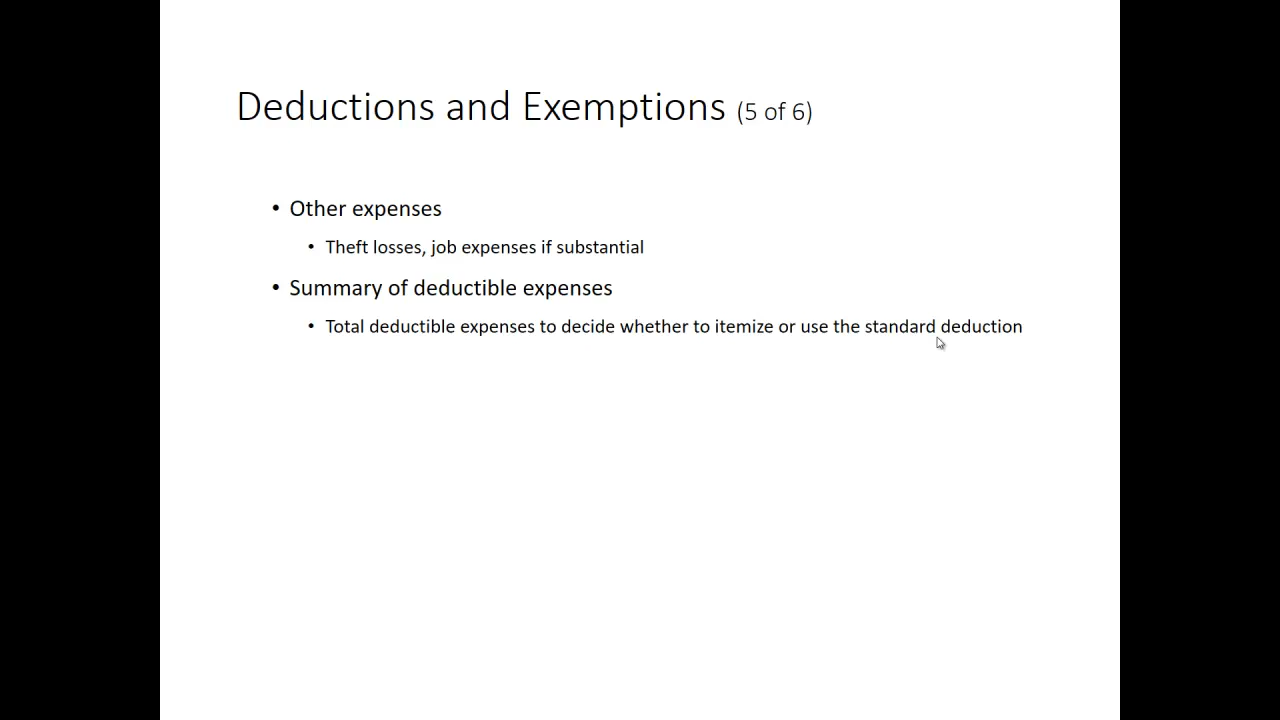 Deductions and Exemptions (5 of 6)
• Other expenses
• Theft losses, job expenses if substantial
• Summary of deductible expenses
• Total deductible expenses to decide whether to itemize or use the standard deduction